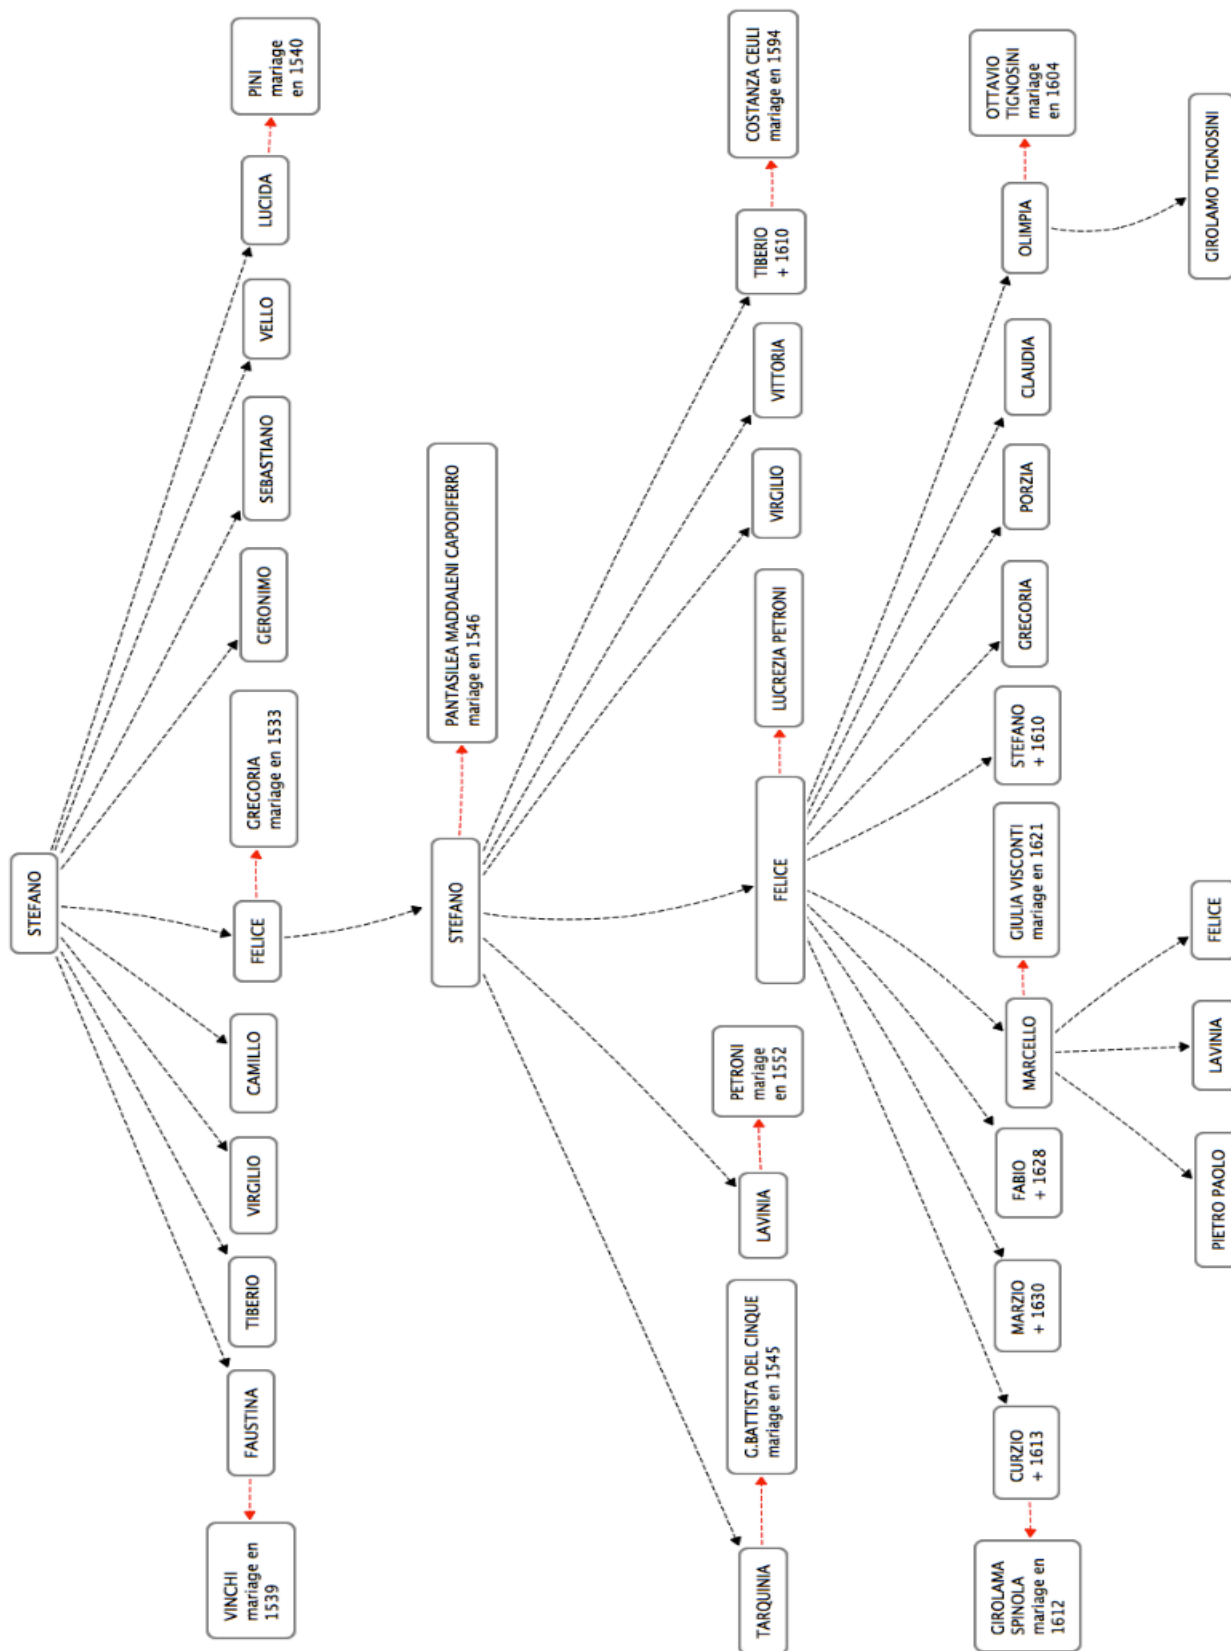 STEFANO
VINCHI
mariage en
1539
FAUSTINA
TIBERIO
VIRGILIO
CAMILLO
FELICE
GREGORIA
mariage en 1533
GERONIMO
SEBASTIANO
VELLO
LUCIDA
PINI
mariage
en 1540
STEFANO
PANTASILEA MADDALENI CAPODIFERRO
mariage en 1546
TARQUINIA
G.BATTISTA DEL CINQUE
mariage en 1545
LAVINIA
PETRONI
mariage
en 1552
FELICE
LUCREZIA PETRONI
VIRGILIO
VITTORIA
TIBERIO
+ 1610
COSTANZA CEULI
mariage en 1594
GIROLAMA
SPINOLA
mariage en
1612
CURZIO
+ 1613
MARZIO
+ 1630
FABIO
+ 1628
MARCELLO
GIULIA VISCONTI
mariage en 1621
STEFANO
+ 1610
GREGORIA
PORZIA
CLAUDIA
OLIMPIA
OTTAVIO
TIGNOSINI
mariage
en 1604
PIETRO PAOLO
LAVINIA
FELICE
GIROLAMO TIGNOSINI